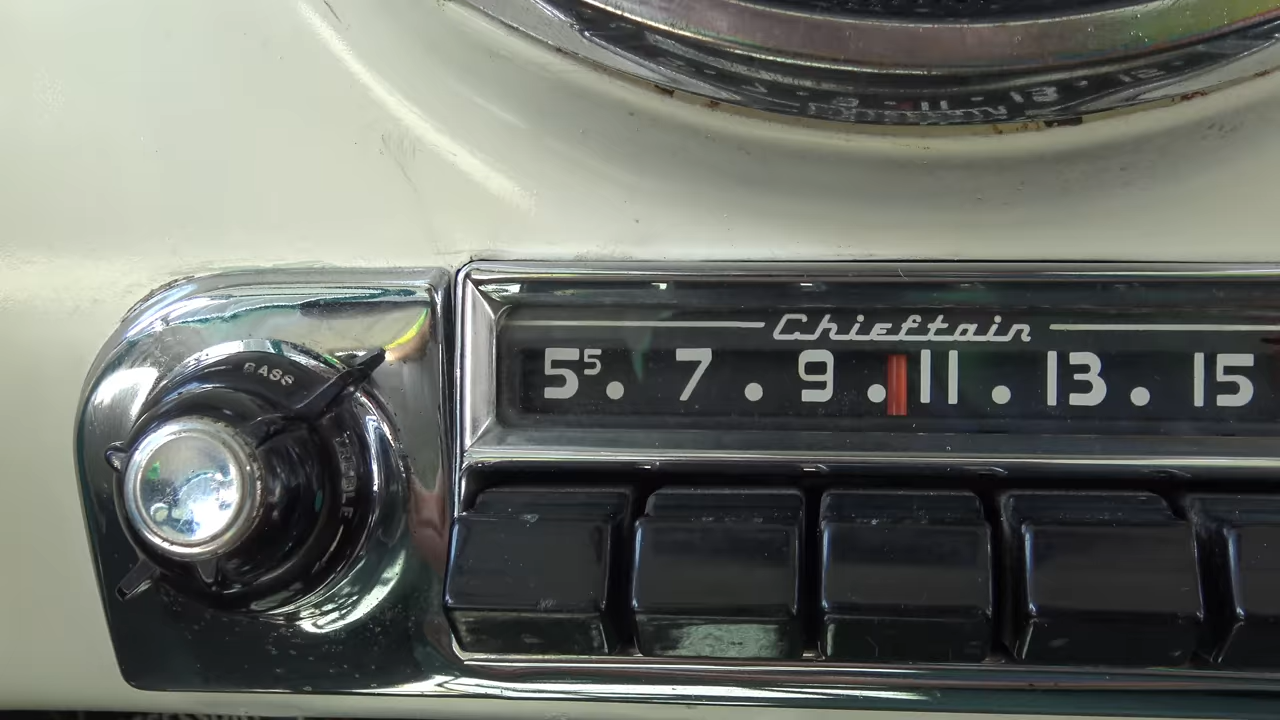 Chieftain
5⁵ • 7 • 9 • 11 • 13 • 15
BASS
TREBLE